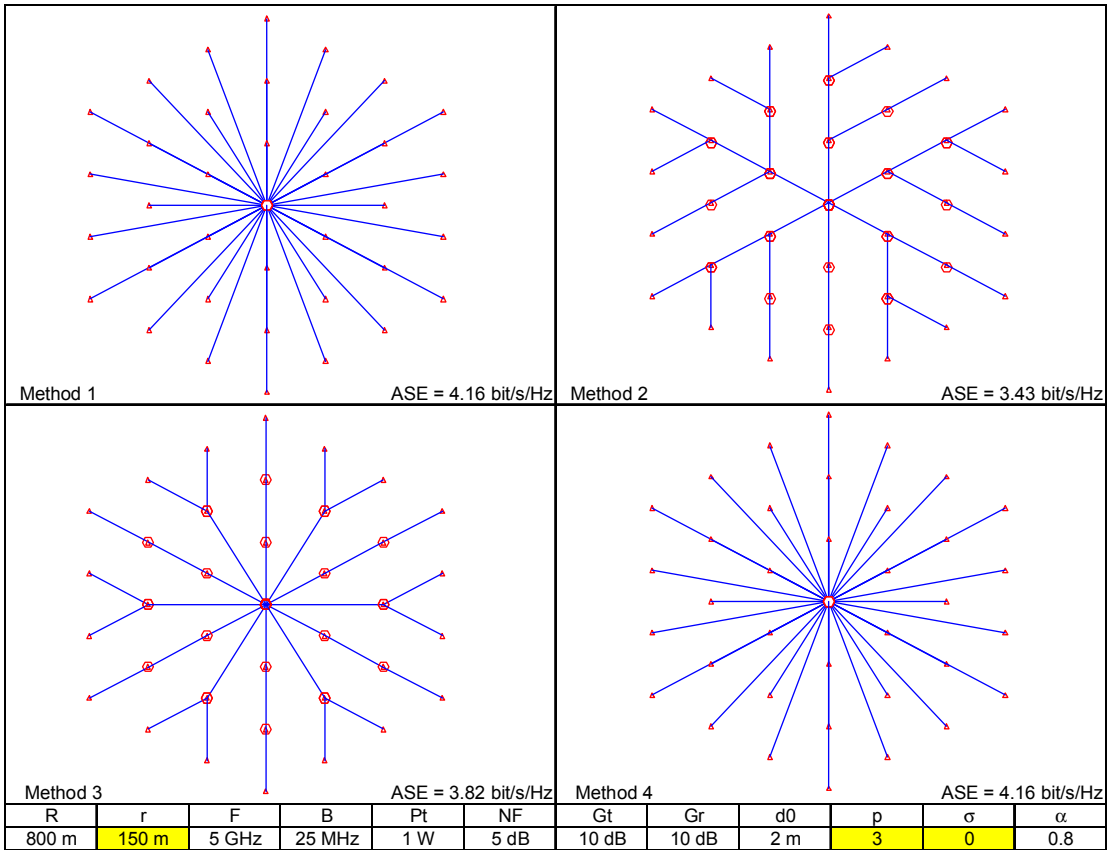 Method 1 ASE = 4.16 bit/s/Hz
Method 2 ASE = 3.43 bit/s/Hz
Method 3 ASE = 3.82 bit/s/Hz
Method 4 ASE = 4.16 bit/s/Hz
R r F B Pt NF Gt Gr d0 p σ α
800 m 150 m 5 GHz 25 MHz 1 W 5 dB 10 dB 10 dB 2 m 3 0 0.8